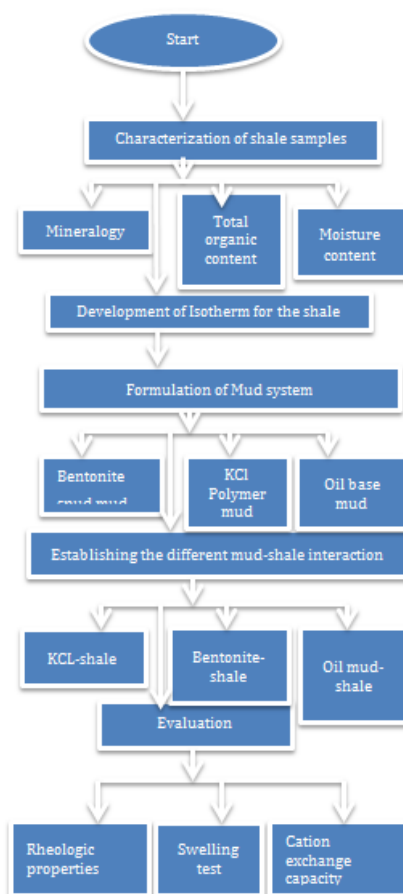 Start
Characterization of shale samples
Mineralogy
Total
organic
content
Moisture
content
Development of Isotherm for the shale
Formulation of Mud system
Bentonite
spud mud
KCl
Polymer
mud
Oil base
mud
Establishing the different mud-shale interaction
KCL-shale
Bentonite-
shale
Oil mud-
shale
Evaluation
Rheologic
properties
Swelling
test
Cation
exchange
capacity